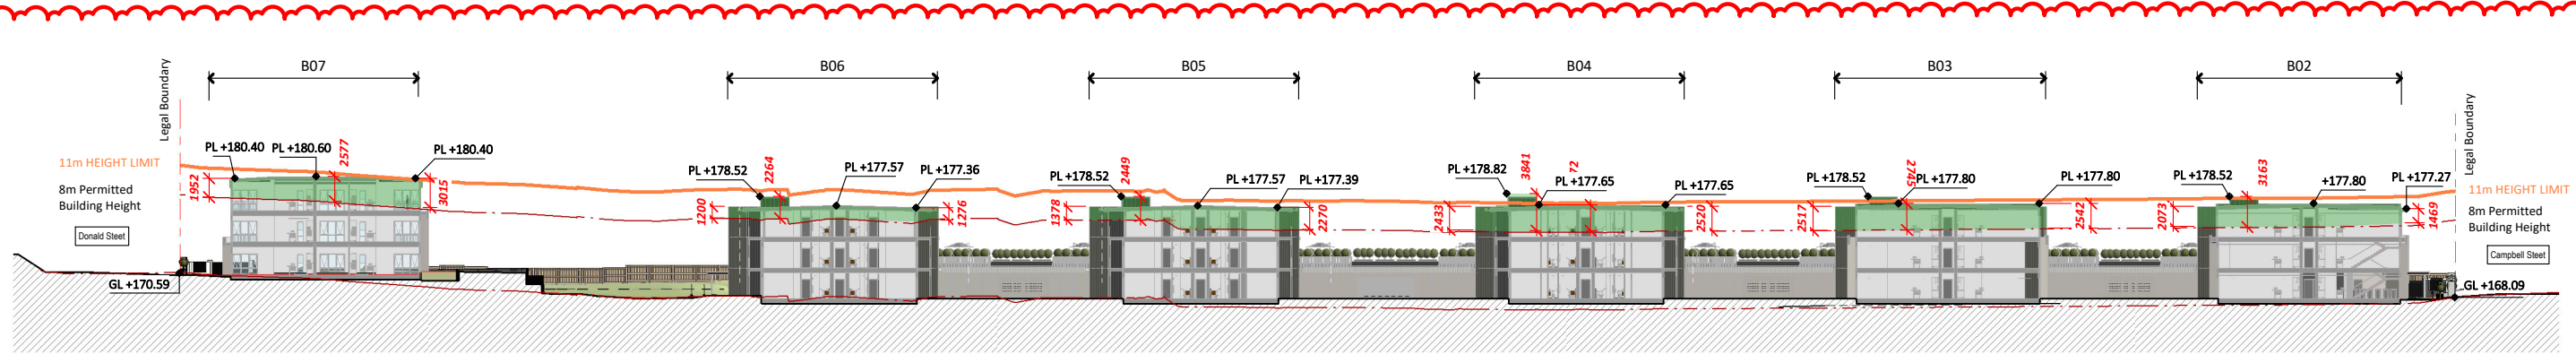 B07
B06
B05
B04
B03
B02
Legal Boundary
Legal Boundary
11m HEIGHT LIMIT
8m Permitted
Building Height
Donald Steet
GL +170.59
1952
PL +180.40
PL +180.60
2577
PL +180.40
3015
1200
PL +178.52
2264
PL +177.57
PL +177.36
1276
1378
PL +178.52
2449
PL +177.57
PL +177.39
2270
2433
PL +178.82
3841
72
PL +177.65
PL +177.65
2520
2517
PL +178.52
2745
PL +177.80
PL +177.80
2542
2073
PL +178.52
3163
+177.80
PL +177.27
1469
11m HEIGHT LIMIT
8m Permitted
Building Height
Campbell Steet
GL +168.09